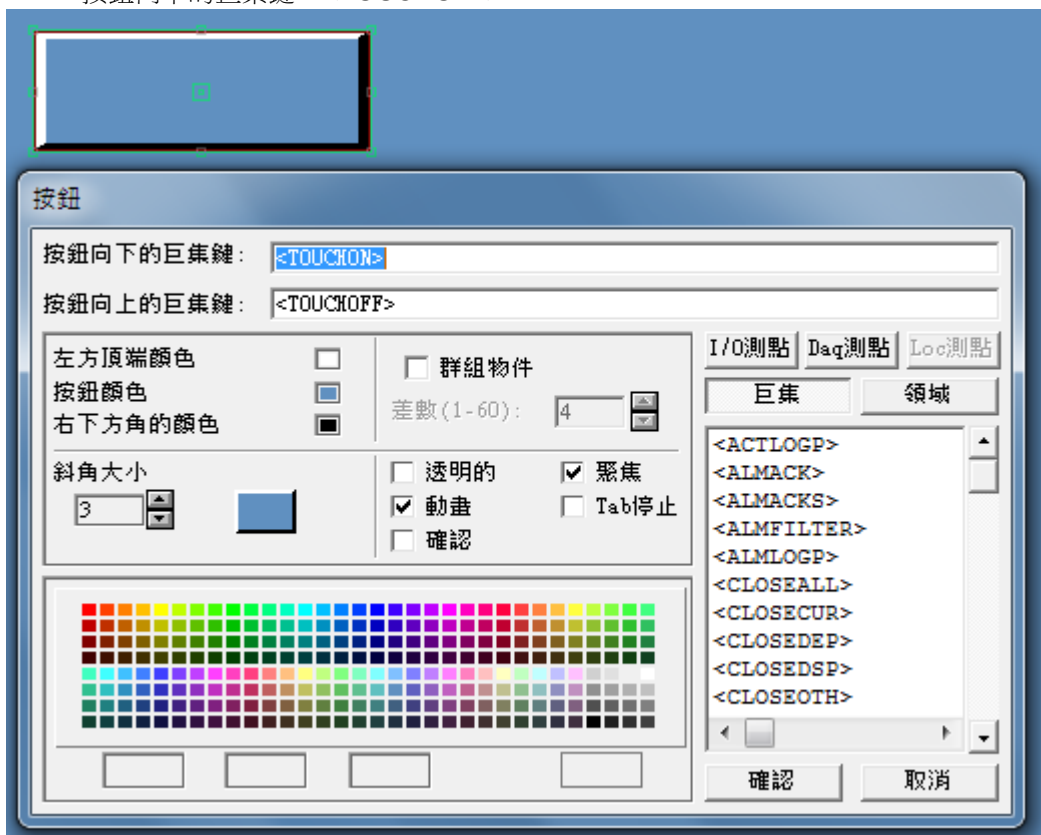 按鈕
按鈕向下的巨集鍵: <TOUCHON>
按鈕向上的巨集鍵: <TOUCHOFF>
左方頂端顏色
按鈕顏色
右下方角的顏色
群組物件
差數(1-60): 4
I/O測點 Daq測點 Loc測點
巨集 領域
斜角大小
3
透明的 聚焦
動畫 Tab停止
確認
<ACTLOGP>
<ALMACK>
<ALMACKS>
<ALMFILTER>
<ALMLOGP>
<CLOSEALL>
<CLOSECUR>
<CLOSEDEP>
<CLOSEDSP>
<CLOSEOTH>
確認 取消